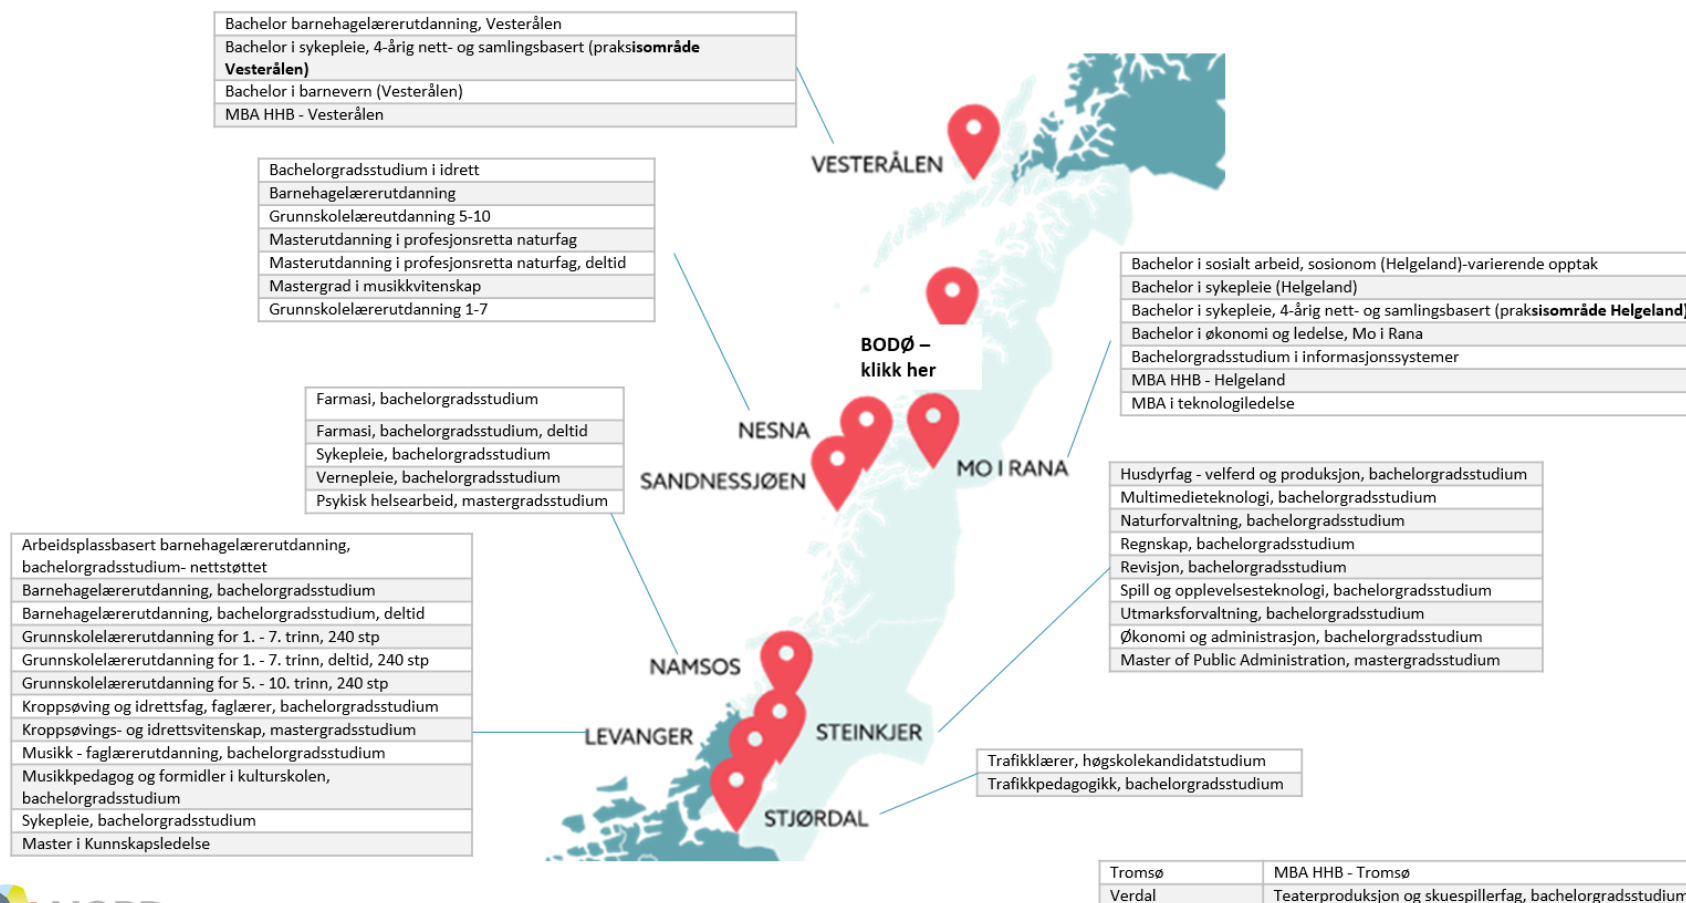 Bachelor barnehagelærerutdanning, Vesterålen
Bachelor i sykepleie, 4-årig nett- og samlingsbasert (praksisområde
Vesterålen)
Bachelor i barnevern (Vesterålen)
MBA HHB - Vesterålen
VESTERÅLEN
Bachelorgradsstudium i idrett
Barnehagelærerutdanning
Grunnskolelæreutdanning 5-10
Masterutdanning i profesjonsretta naturfag
Masterutdanning i profesjonsretta naturfag, deltid
Mastergrad i musikkvitenskap
Grunnskolelærerutdanning 1-7
Bachelor i sosialt arbeid, sosionom (Helgeland)-varierende opptak
Bachelor i sykepleie (Helgeland)
Bachelor i sykepleie, 4-årig nett- og samlingsbasert (praksisområde Helgeland)
Bachelor i økonomi og ledelse, Mo i Rana
Bachelorgradsstudium i informasjonssystemer
MBA HHB - Helgeland
MBA i teknologiledelse
BODØ –
klikk her
NESNA
SANDNESSJØEN
MO I RANA
Farmasi, bachelorgradsstudium
Farmasi, bachelorgradsstudium, deltid
Sykepleie, bachelorgradsstudium
Vernepleie, bachelorgradsstudium
Psykisk helsearbeid, mastergradsstudium
Husdyrfag - velferd og produksjon, bachelorgradsstudium
Multimedieteknologi, bachelorgradsstudium
Naturforvaltning, bachelorgradsstudium
Regnskap, bachelorgradsstudium
Revisjon, bachelorgradsstudium
Spill og opplevelsesteknologi, bachelorgradsstudium
Utmarksforvaltning, bachelorgradsstudium
Økonomi og administrasjon, bachelorgradsstudium
Master of Public Administration, mastergradsstudium
Arbeidsplassbasert barnehagelærerutdanning,
bachelorgradsstudium- nettstøttet
Barnehagelærerutdanning, bachelorgradsstudium
Barnehagelærerutdanning, bachelorgradsstudium, deltid
Grunnskolelærerutdanning for 1. - 7. trinn, 240 stp
Grunnskolelærerutdanning for 1. - 7. trinn, deltid, 240 stp
Grunnskolelærerutdanning for 5. - 10. trinn, 240 stp
Kroppsøving og idrettsfag, faglærer, bachelorgradsstudium
Kroppsøvings- og idrettsvitenskap, mastergradsstudium
Musikk - faglærerutdanning, bachelorgradsstudium
Musikkpedagog og formidler i kulturskolen,
bachelorgradsstudium
Sykepleie, bachelorgradsstudium
Master i Kunnskapsledelse
NAMSOS
LEVANGER
STEINKJER
STJØRDAL
Trafikklærer, høgskolekandidatstudium
Trafikkpedagogikk, bachelorgradsstudium
Tromsø MBA HHB - Tromsø
Verdal Teaterproduksjon og skuespillerfag, bachelorgradsstudium